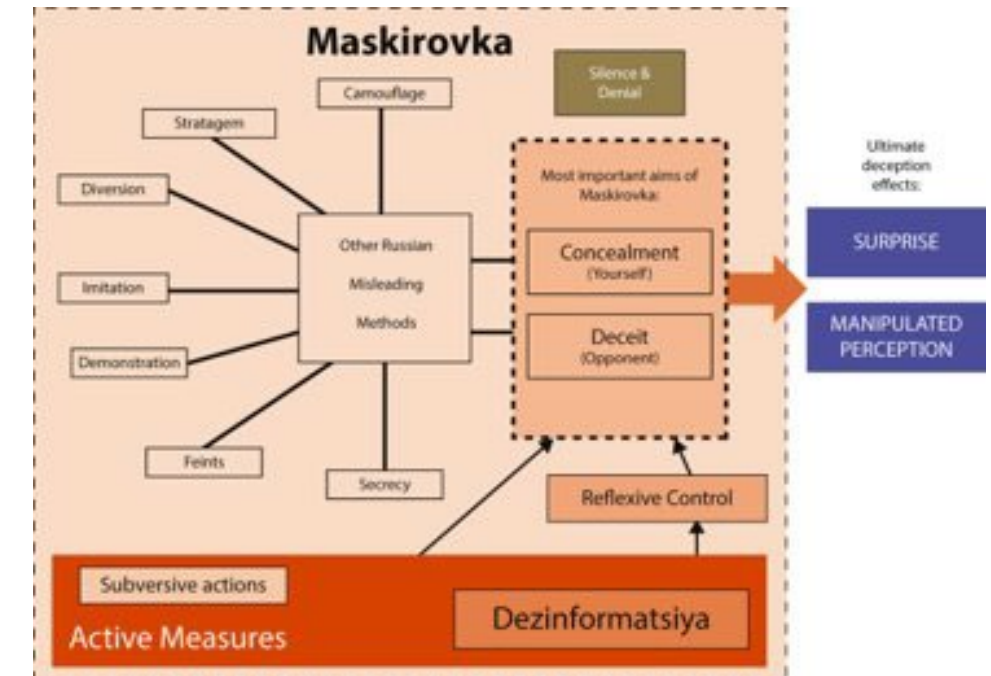 Maskirovka
Silence &
Denial
Camouflage
Stratagem
Diversion
Imitation
Demonstration
Feints
Secrecy
Other Russian
Misleading
Methods
Most important aims of
Maskirovka:
Concealment
(Yourself)
Deceit
(Opponent)
Reflexive Control
Subversive actions
Active Measures
Dezinformatsiya
Ultimate
deception
effects:
SURPRISE
MANIPULATED
PERCEPTION